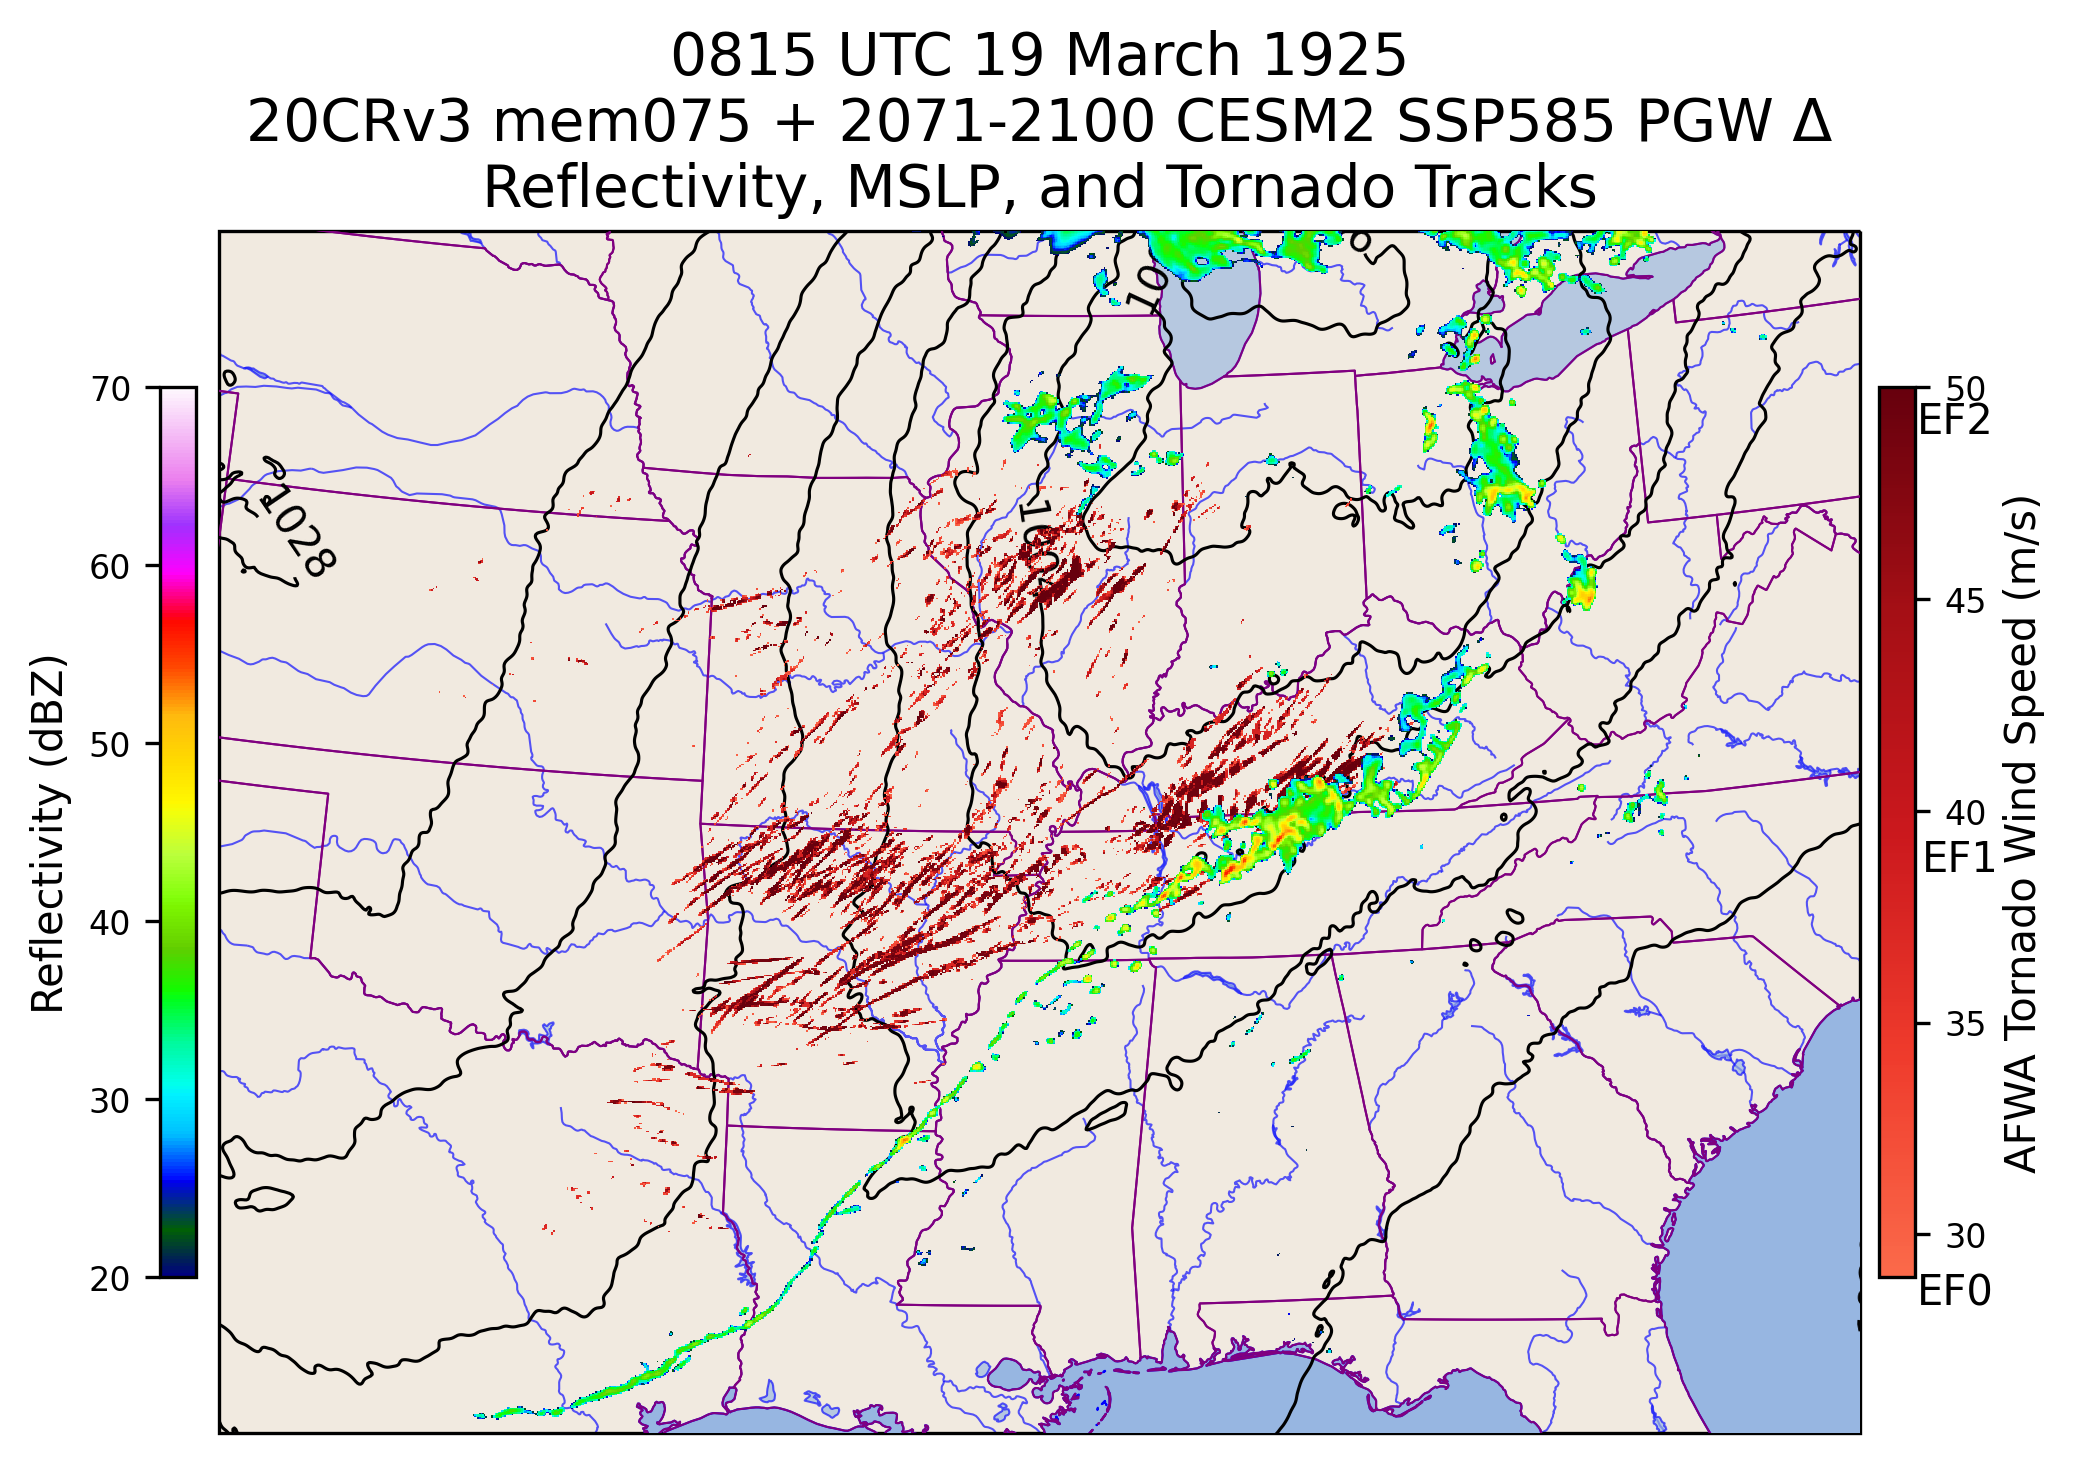 0815 UTC 19 March 1925
20CRv3 mem075 + 2071-2100 CESM2 SSP585 PGW Δ
Reflectivity, MSLP, and Tornado Tracks
Reflectivity (dBZ)
70
60
50
40
30
20
1028
10
1002
50
EF2
45
40
EF1
35
30
EF0
AFWA Tornado Wind Speed (m/s)